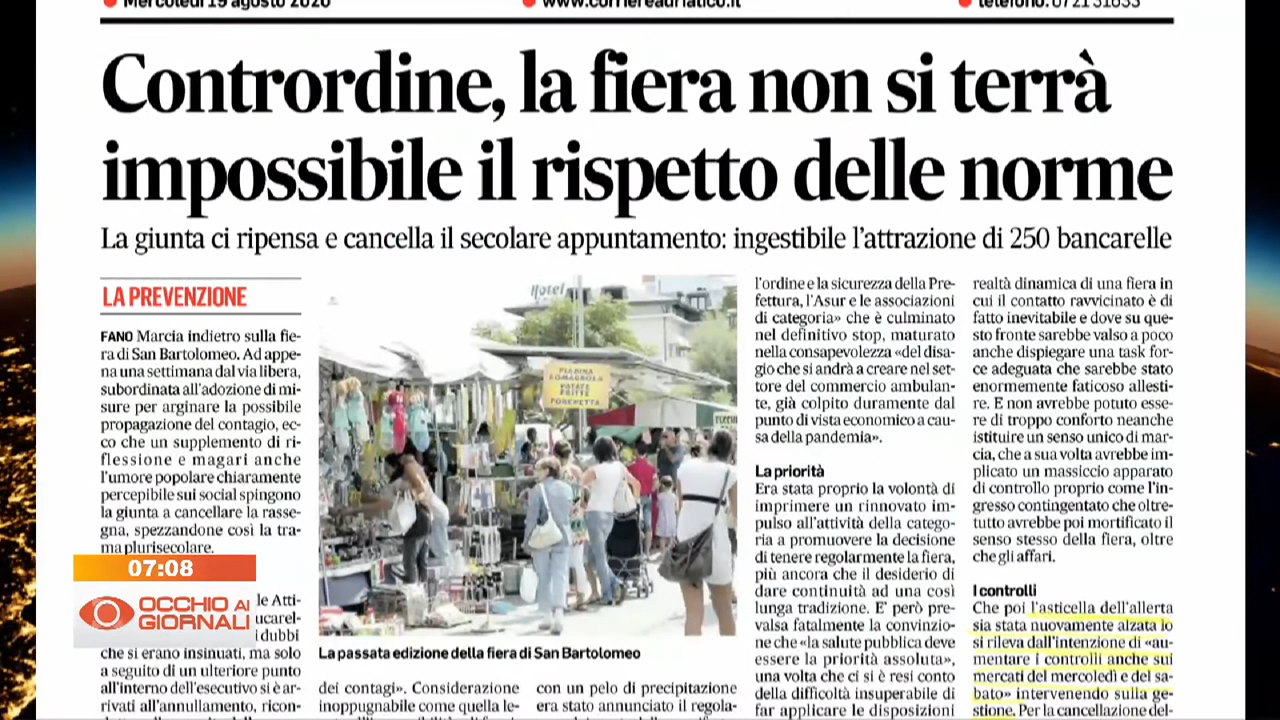 Mercoledì 19 agosto 2020
www.corriereadriatico.it
telefono: 0721 31633
Contrordine, la fiera non si terrà
impossibile il rispetto delle norme
La giunta ci ripensa e cancella il secolare appuntamento: ingestibile l'attrazione di 250 bancarelle
LA PREVENZIONE
FANO Marcia indietro sulla fie-
ra di San Bartolomeo. Ad appe-
na una settimana dal via libera,
subordinata all'adozione di mi-
sure per arginare la possibile
propagazione del contagio, ec-
co che un supplemento di ri-
flessione e magari anche
l'umore popolare chiaramente
percepibile sui social spingono
la giunta a cancellare la rasse-
gna, spezzandone così la tra-
ma plurisecolare.
07:08
OCCHIO AI
GIORNALI
le Atti-
ucarel-
i dubbi
che si erano insinuati, ma solo
a seguito di un ulteriore punto
all'interno dell'esecutivo si è ar-
rivati all'annullamento, ricon-
Hotel
PIADINA
ROMAGNOLA
PATATE
FRITTE
PORCHETTA
La passata edizione della fiera di San Bartolomeo
dei contagi». Considerazione
inoppugnabile come quella le-
con un pelo di precipitazione
era stato annunciato il regola-
l'ordine e la sicurezza della Pre-
fettura, l'Asur e le associazioni
di categoria» che è culminato
nel definitivo stop, maturato
nella consapevolezza «del disa-
gio che si andrà a creare nel set-
tore del commercio ambulan-
te, già colpito duramente dal
punto di vista economico a cau-
sa della pandemia».
La priorità
Era stata proprio la volontà di
imprimere un rinnovato im-
pulso all'attività della catego-
ria a promuovere la decisione
di tenere regolarmente la fiera,
più ancora che il desiderio di
dare continuità ad una così
lunga tradizione. E' però pre-
valsa fatalmente la convinzio-
ne che «la salute pubblica deve
essere la priorità assoluta»,
una volta che ci si è resi conto
della difficoltà insuperabile di
far applicare le disposizioni
realtà dinamica di una fiera in
cui il contatto ravvicinato è di
fatto inevitabile e dove su que-
sto fronte sarebbe valso a poco
anche dispiegare una task for-
ce adeguata che sarebbe stato
enormemente faticoso allesti-
re. E non avrebbe potuto esse-
re di troppo conforto neanche
istituire un senso unico di mar-
cia, che a sua volta avrebbe im-
plicato un massiccio apparato
di controllo proprio come l'in-
gresso contingentato che oltre-
tutto avrebbe poi mortificato il
senso stesso della fiera, oltre
che gli affari.
I controlli
Che poi l'asticella dell'allerta
sia stata nuovamente alzata lo
si rileva dall'intenzione di «au-
mentare i controlli anche sui
mercati del mercoledì e del sa-
bato» intervenendo sulla ge-
stione. Per la cancellazione del-